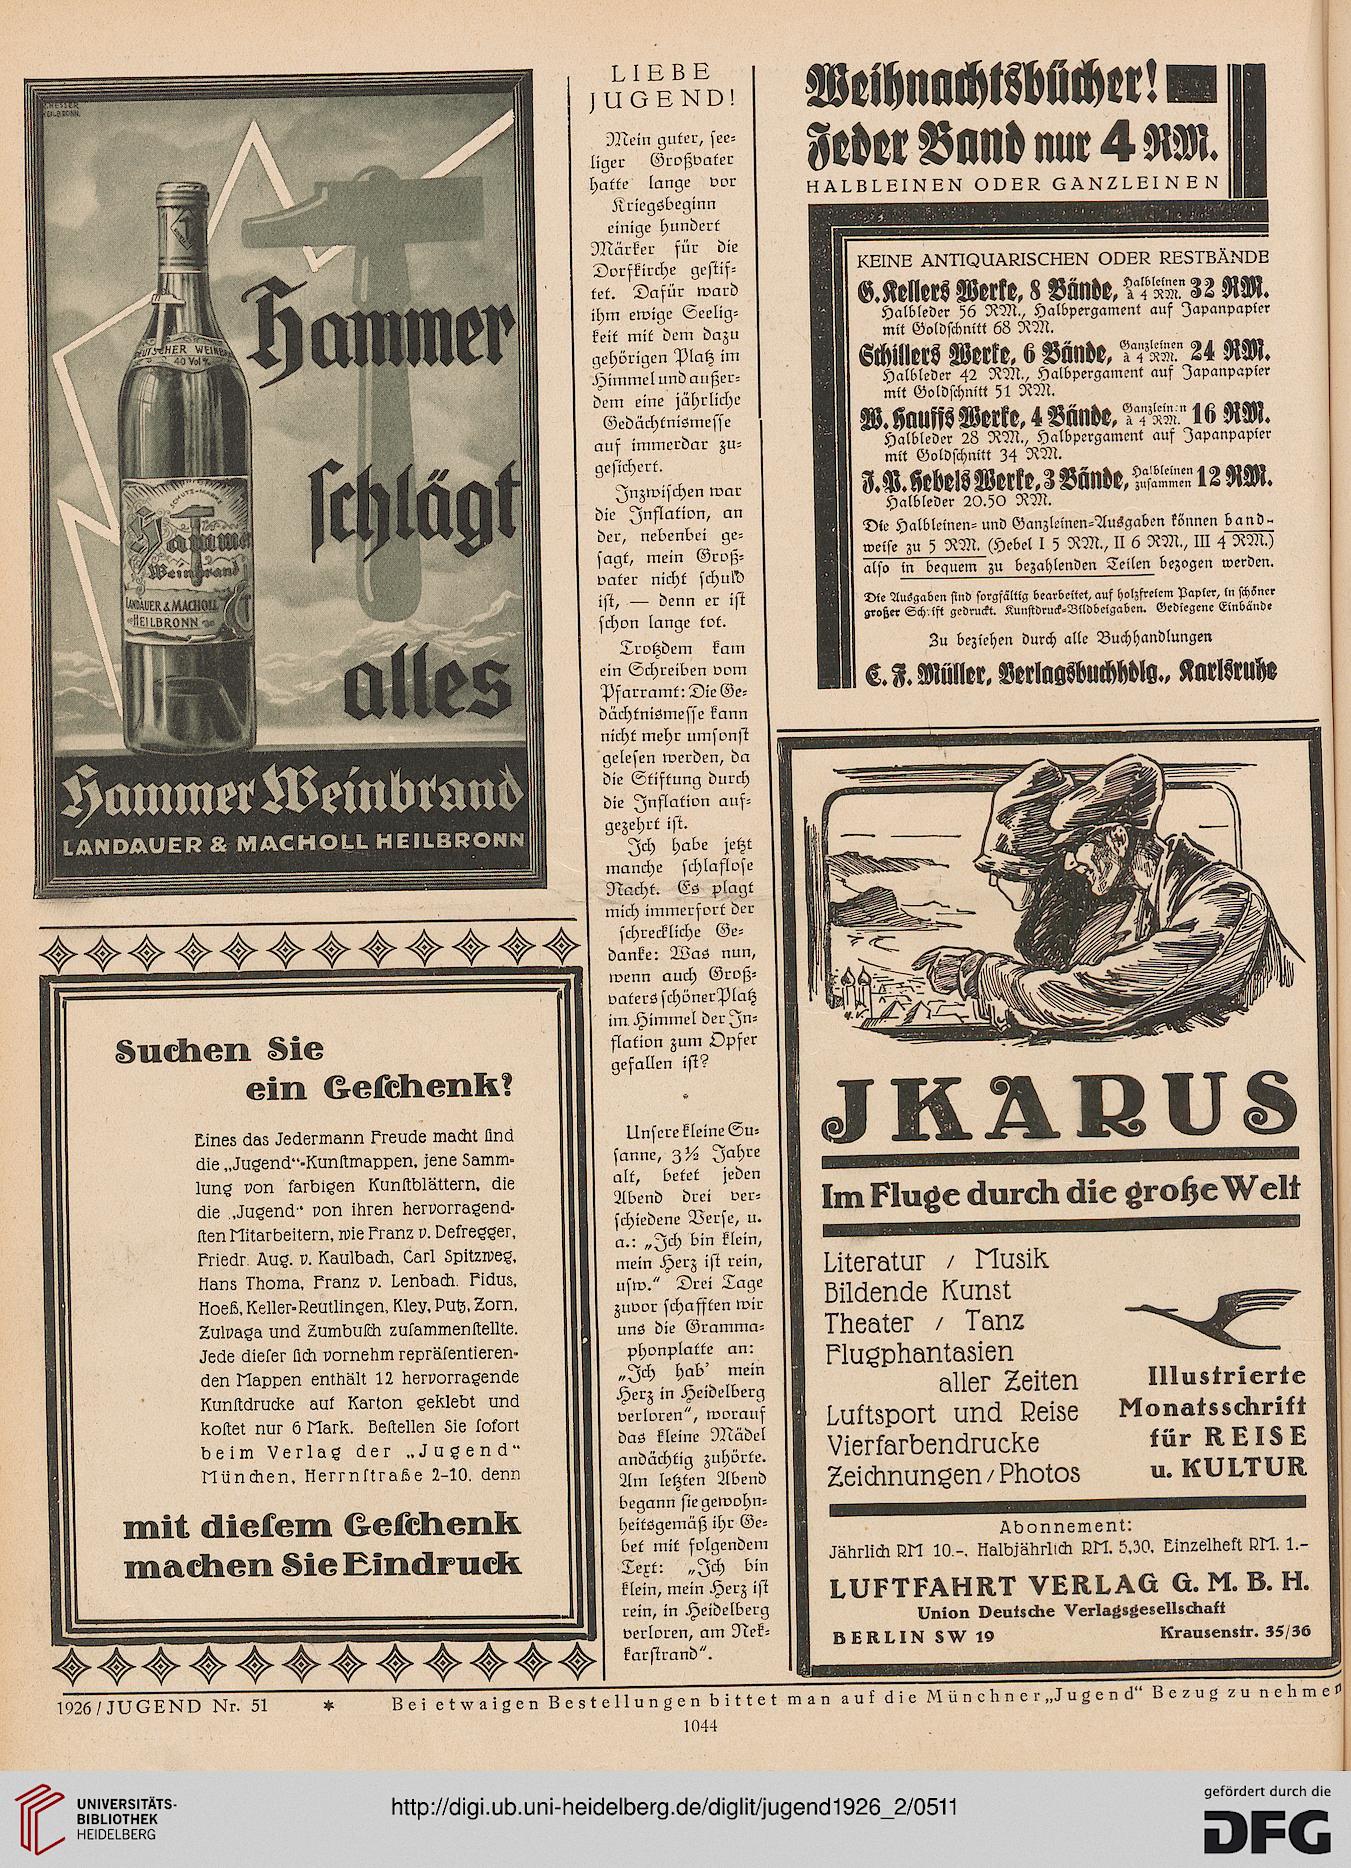 Hammer
schlägt
alles
DEUTSCHER WEINBRAND
40 Vol %
SCHUTZ-MARKE
Hammer
Weinbrand
LANDAUER & MACHOLL
HEILBRONN
Hammer Weinbrand
LANDAUER & MACHOLL HEILBRONN
Suchen Sie
ein Geſchenk?
Eines das Jedermann Freude macht ſind
die „Jugend“-Kunſtmappen, jene Samm-
lung von farbigen Kunſtblättern, die
die „Jugend“ von ihren hervorragend-
ſten Mitarbeitern, wie Franz v. Defregger,
Friedr. Aug. v. Kaulbach, Carl Spitzweg,
Hans Thoma, Franz v. Lenbach, Fidus,
Hoeß, Keller-Reutlingen, Kley, Putz, Zorn,
Zulvaga und Zumbuſch zuſammenſtellte.
Jede dieſer ſich vornehm repräſentieren-
den Mappen enthält 12 hervorragende
Kunſtdrucke auf Karton geklebt und
koſtet nur 6 Mark. Beſtellen Sie ſofort
beim Verlag der „Jugend“
München, Herrnſtraße 2-10, denn
mit dieſem Geſchenk
machen Sie Eindruck
LIEBE
JUGEND!
Mein guter, ſee-
liger Großvater
hatte lange vor
Kriegsbeginn
einige hundert
Märker für die
Dorfkirche geſtif-
tet. Dafür ward
ihm ewige Seelig-
keit mit dem dazu
gehörigen Platz im
Himmel und außer-
dem eine jährliche
Gedächtnismeſſe
auf immerdar zu-
geſichert.
Inzwiſchen war
die Inflation, an
der, nebenbei ge-
ſagt, mein Groß-
vater nicht ſchuld
iſt, — denn er iſt
ſchon lange tot.
Trotzdem kam
ein Schreiben vom
Pfarramt: Die Ge-
dächtnismeſſe kann
nicht mehr umſonſt
geleſen werden, da
die Stiftung durch
die Inflation auf-
gezehrt iſt.
Ich habe jetzt
manche ſchlafloſe
Nacht. Es plagt
mich immerfort der
ſchreckliche Ge-
danke: Was nun,
wenn auch Groß-
vaters ſchöner Platz
im Himmel der In-
flation zum Opfer
gefallen iſt?
*
Unſere kleine Su-
ſanne, 3½ Jahre
alt, betet jeden
Abend drei ver-
ſchiedene Verſe, u.
a.: „Ich bin klein,
mein Herz iſt rein,
uſw.“ Drei Tage
zuvor ſchafften wir
uns die Gramma-
phonplatte an:
„Ich hab’ mein
Herz in Heidelberg
verloren“, worauf
das kleine Mädel
andächtig zuhörte.
Am letzten Abend
begann ſie gewohn-
heitsgemäß ihr Ge-
bet mit folgendem
Text: „Ich bin
klein, mein Herz iſt
rein, in Heidelberg
verloren, am Nek-
karſtrand“.
Weihnachtsbücher!
Jeder Band nur 4 RM.
HALBLEINEN ODER GANZLEINEN
KEINE ANTIQUARISCHEN ODER RESTBÄNDE
G. Kellers Werke, 8 Bände, Halbleinen à 4 RM. 32 RM.
Halbleder 56 RM., Halbpergament auf Japanpapier
mit Goldſchnitt 68 RM.
Schillers Werke, 6 Bände, Ganzleinen à 4 RM. 24 RM.
Halbleder 42 RM., Halbpergament auf Japanpapier
mit Goldſchnitt 51 RM.
W. Hauffs Werke, 4 Bände, Ganzleinen à 4 RM. 16 RM.
Halbleder 28 RM., Halbpergament auf Japanpapier
mit Goldſchnitt 34 RM.
J. P. Hebels Werke, 3 Bände, Halbleinen zuſammen 12 RM.
Halbleder 20.50 RM.
Die Halbleinen- und Ganzleinen-Ausgaben können band-
weiſe zu 5 RM. (Hebel I 5 RM., II 6 RM., III 4 RM.)
alſo in bequem zu bezahlenden Teilen bezogen werden.
Die Ausgaben ſind ſorgfältig bearbeitet, auf holzfreiem Papier, in ſchöner
großer Schrift gedruckt. Kunſtdruck-Bildbeigaben. Gediegene Einbände
Zu beziehen durch alle Buchhandlungen
C. F. Müller, Verlagsbuchhdlg., Karlsruhe
JKARUS
Im Fluge durch die große Welt
Literatur / Musik
Bildende Kunst
Theater / Tanz
Flugphantasien
aller Zeiten
Luftsport und Reise
Vierfarbendrucke
Zeichnungen / Photos
Illustrierte
Monatsschrift
für REISE
u. KULTUR
Abonnement:
Jährlich RM 10.-, Halbjährlich RM. 5,30, Einzelheft RM. 1.-
LUFTFAHRT VERLAG G. M. B. H.
Union Deutsche Verlagsgesellschaft
BERLIN SW 19 Krausenstr. 35/36
1926 / JUGEND Nr. 51 * Bei etwaigen Bestellungen bittet man auf die Münchner „Jugend“ Bezug zu nehmen
1044
UNIVERSITÄTS-
BIBLIOTHEK
HEIDELBERG
http://digi.ub.uni-heidelberg.de/diglit/jugend1926_2/0511
gefördert durch die
DFG